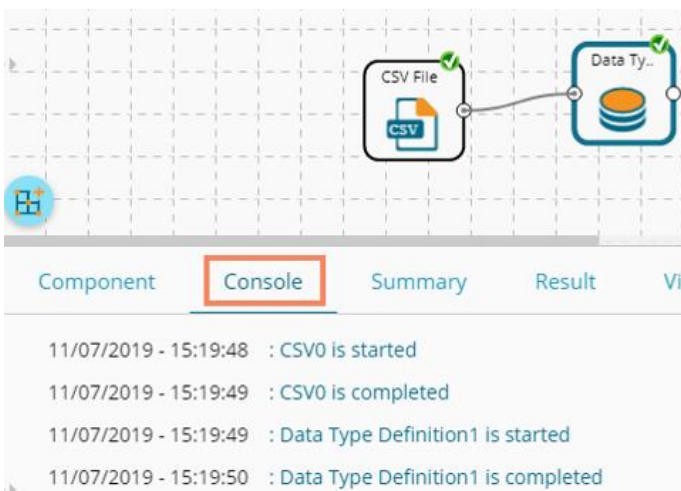 CSV File
Data Ty..
CSV
Component Console Summary Result Vi
11/07/2019 - 15:19:48 : CSV0 is started
11/07/2019 - 15:19:49 : CSV0 is completed
11/07/2019 - 15:19:49 : Data Type Definition1 is started
11/07/2019 - 15:19:50 : Data Type Definition1 is completed